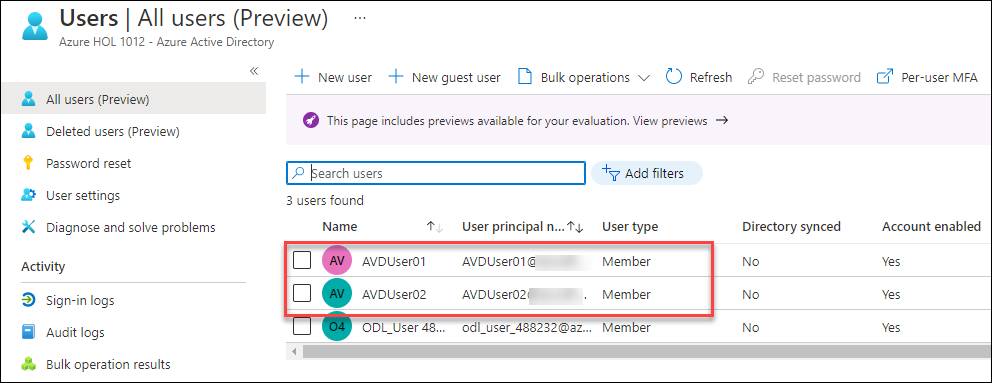 Users | All users (Preview) ...
Azure HOL 1012 - Azure Active Directory
«
All users (Preview)
Deleted users (Preview)
Password reset
User settings
Diagnose and solve problems
Activity
Sign-in logs
Audit logs
Bulk operation results
New user
New guest user
Bulk operations
Refresh
Reset password
Per-user MFA
This page includes previews available for your evaluation. View previews →
Search users
Add filters
3 users found
Name User principal n... User type Directory synced Account enabled
AV AVDUser01 AVDUser01@ Member No Yes
AV AVDUser02 AVDUser02@ . Member No Yes
O4 ODL_User 48... odl_user_488232@az... Member No Yes